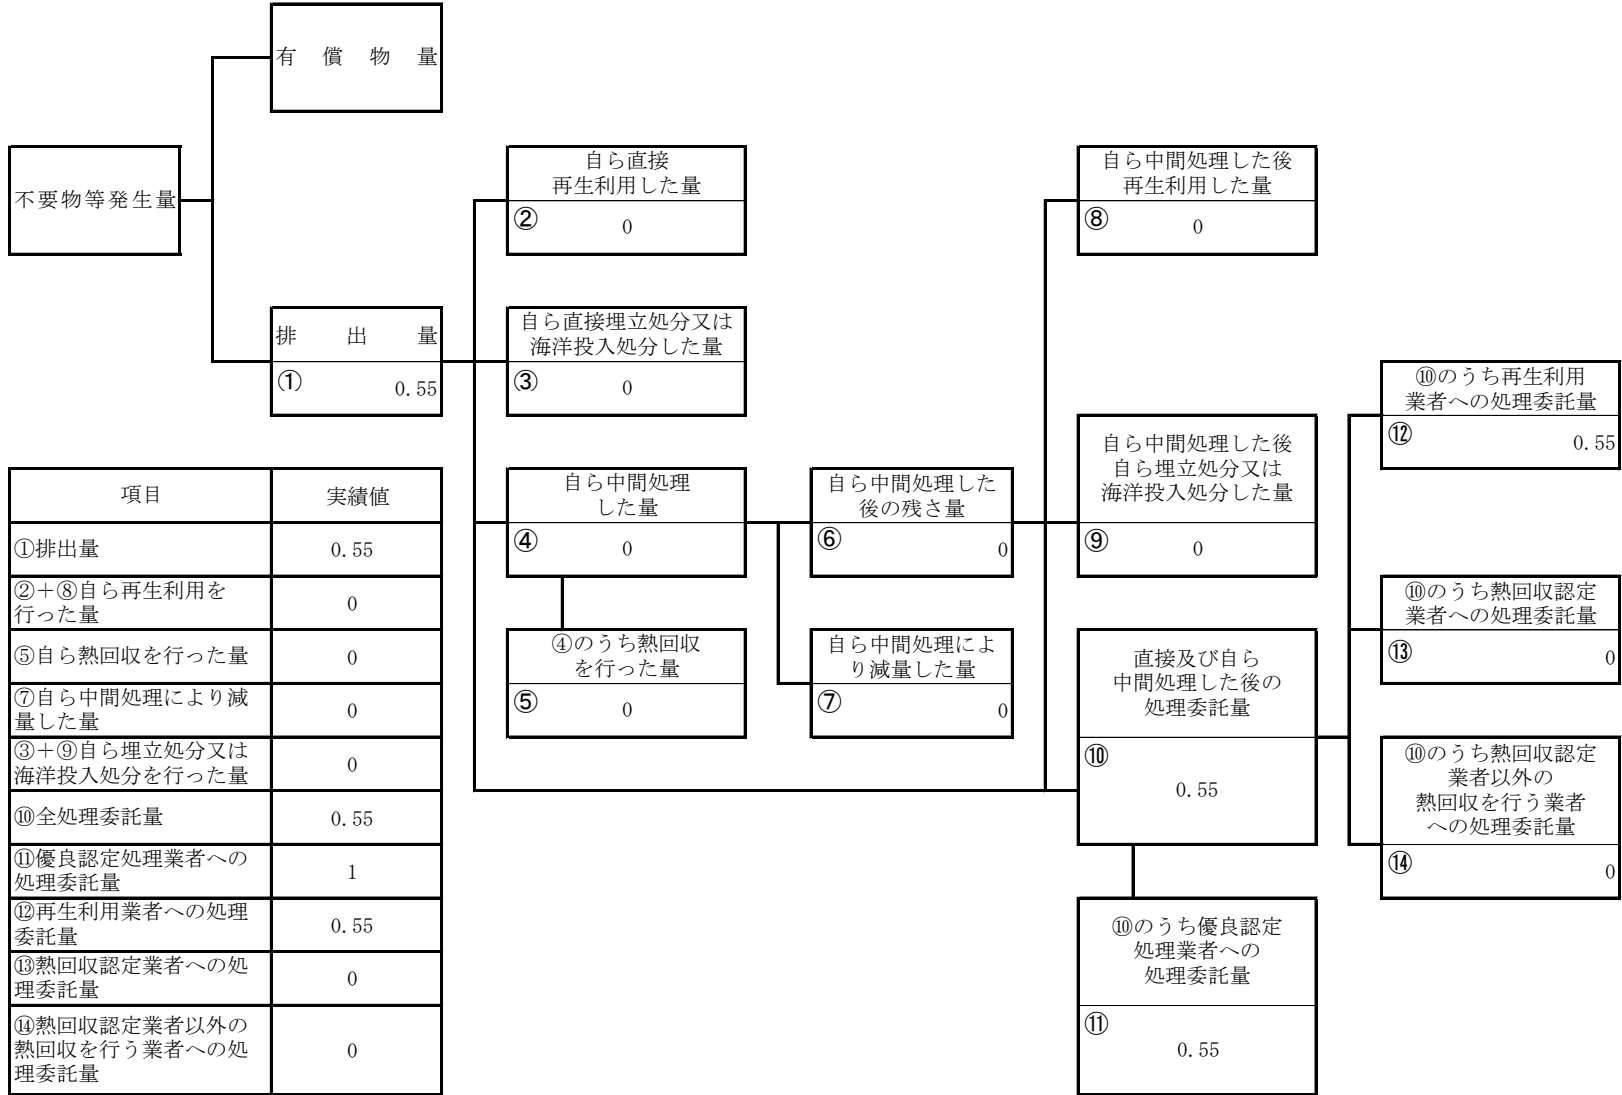 有償物量
不要物等発生量
排出量
① 0.55
自ら直接
再生利用した量
② 0
自ら直接埋立処分又は
海洋投入処分した量
③ 0
自ら中間処理
した量
④ 0
④のうち熱回収
を行った量
⑤ 0
自ら中間処理した
後の残さ量
⑥ 0
自ら中間処理によ
り減量した量
⑦ 0
自ら中間処理した後
再生利用した量
⑧ 0
自ら中間処理した後
自ら埋立処分又は
海洋投入処分した量
⑨ 0
直接及び自ら
中間処理した後の
処理委託量
⑩
0.55
⑩のうち優良認定
処理業者への
処理委託量
⑪
0.55
⑩のうち再生利用
業者への処理委託量
⑫ 0.55
⑩のうち熱回収認定
業者への処理委託量
⑬ 0
⑩のうち熱回収認定
業者以外の
熱回収を行う業者
への処理委託量
⑭ 0
項目 実績値
①排出量 0.55
②+⑧自ら再生利用を
行った量 0
⑤自ら熱回収を行った量 0
⑦自ら中間処理により減
量した量 0
③+⑨自ら埋立処分又は
海洋投入処分を行った量 0
⑩全処理委託量 0.55
⑪優良認定処理業者への
処理委託量 1
⑫再生利用業者への処理
委託量 0.55
⑬熱回収認定業者への処
理委託量 0
⑭熱回収認定業者以外の
熱回収を行う業者への処
理委託量 0